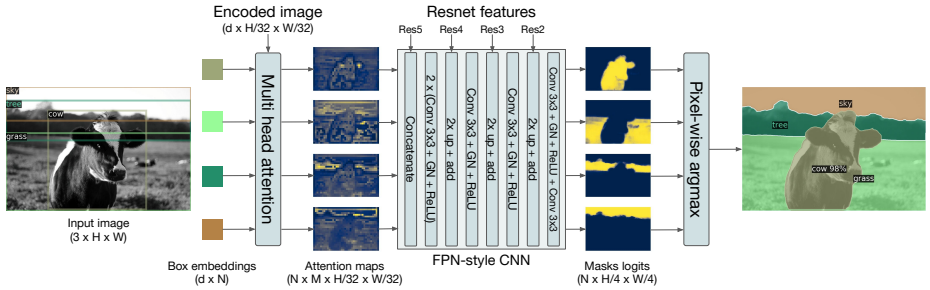 Encoded image
(d x H/32 x W/32)
Resnet features
Res5
Res4
Res3
Res2
sky
tree
cow
grass
Input image
(3 x H x W)
Multi head attention
Concatenate
2 x (Conv 3x3 + GN + ReLU)
2x up + add
Conv 3x3 + GN + ReLU
2x up + add
Conv 3x3 + GN + ReLU
2x up + add
Conv 3x3 + GN + ReLU + Conv 3x3
FPN-style CNN
Pixel-wise argmax
sky
tree
cow 98%
grass
Box embeddings
(d x N)
Attention maps
(N x M x H/32 x W/32)
Masks logits
(N x H/4 x W/4)